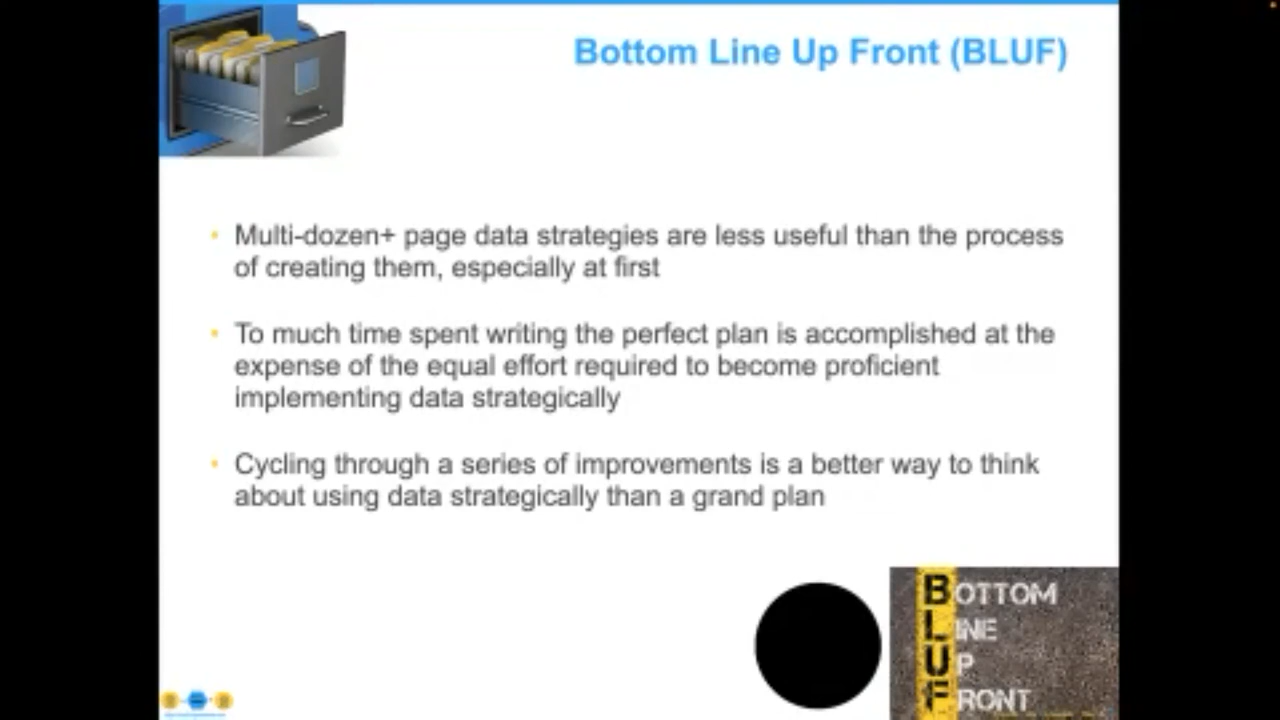 Bottom Line Up Front (BLUF)
• Multi-dozen+ page data strategies are less useful than the process
of creating them, especially at first
• To much time spent writing the perfect plan is accomplished at the
expense of the equal effort required to become proficient
implementing data strategically
• Cycling through a series of improvements is a better way to think
about using data strategically than a grand plan
BOTTOM
LINE
UP
FRONT